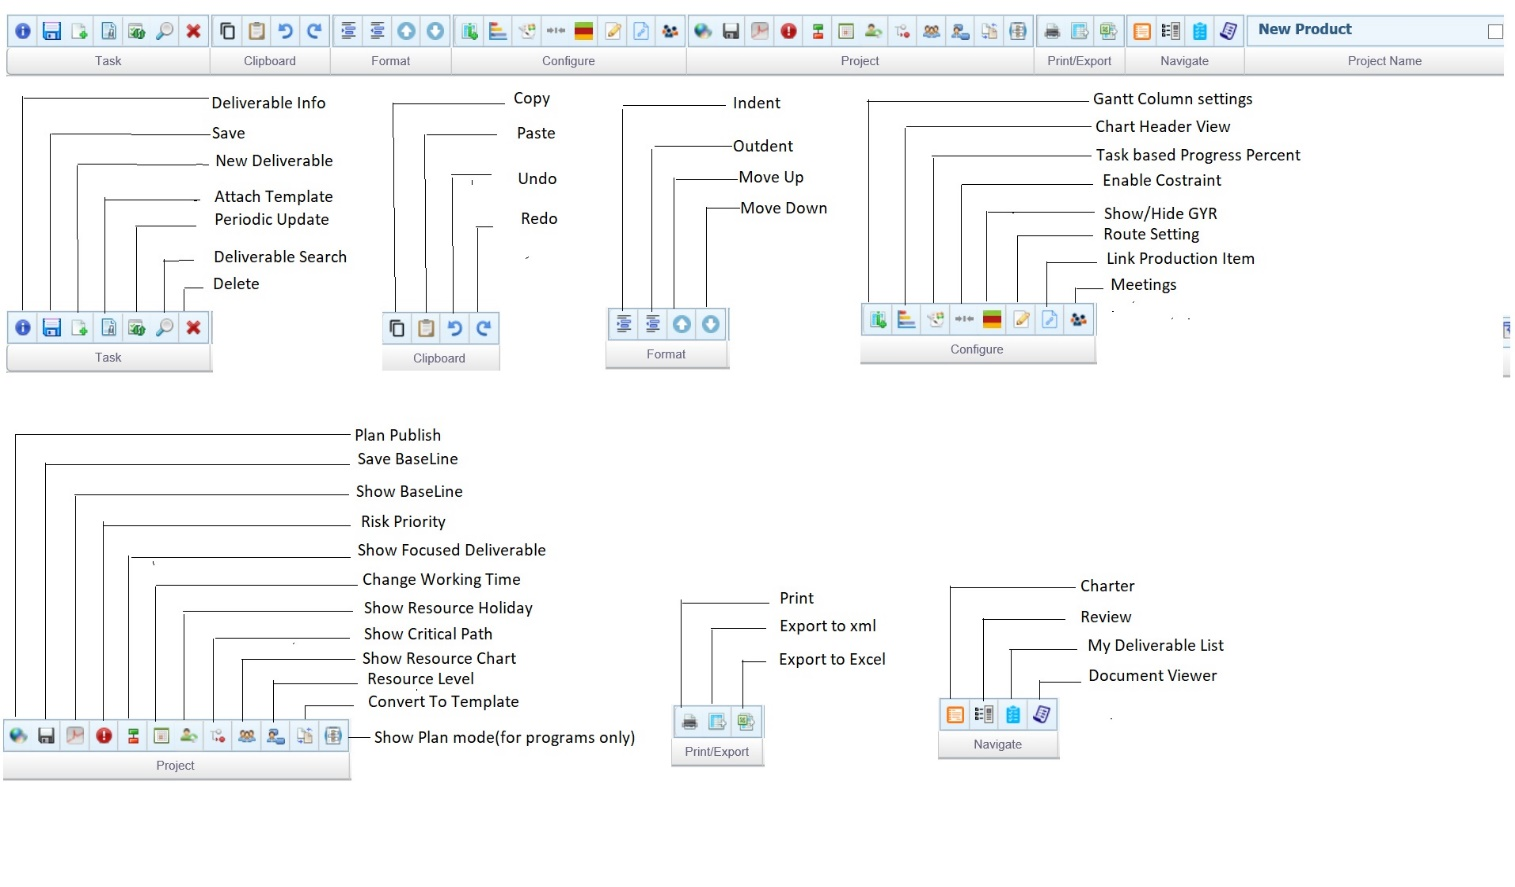 New Product
Task
Clipboard
Format
Configure
Project
Print/Export
Navigate
Project Name
Deliverable Info
Save
New Deliverable
Attach Template
Periodic Update
Deliverable Search
Delete
Task
Copy
Paste
Undo
Redo
Clipboard
Indent
Outdent
Move Up
Move Down
Format
Gantt Column settings
Chart Header View
Task based Progress Percent
Enable Costraint
Show/Hide GYR
Route Setting
Link Production Item
Meetings
Configure
Plan Publish
Save BaseLine
Show BaseLine
Risk Priority
Show Focused Deliverable
Change Working Time
Show Resource Holiday
Show Critical Path
Show Resource Chart
Resource Level
Convert To Template
Show Plan mode(for programs only)
Project
Print
Export to xml
Export to Excel
Print/Export
Charter
Review
My Deliverable List
Document Viewer
Navigate